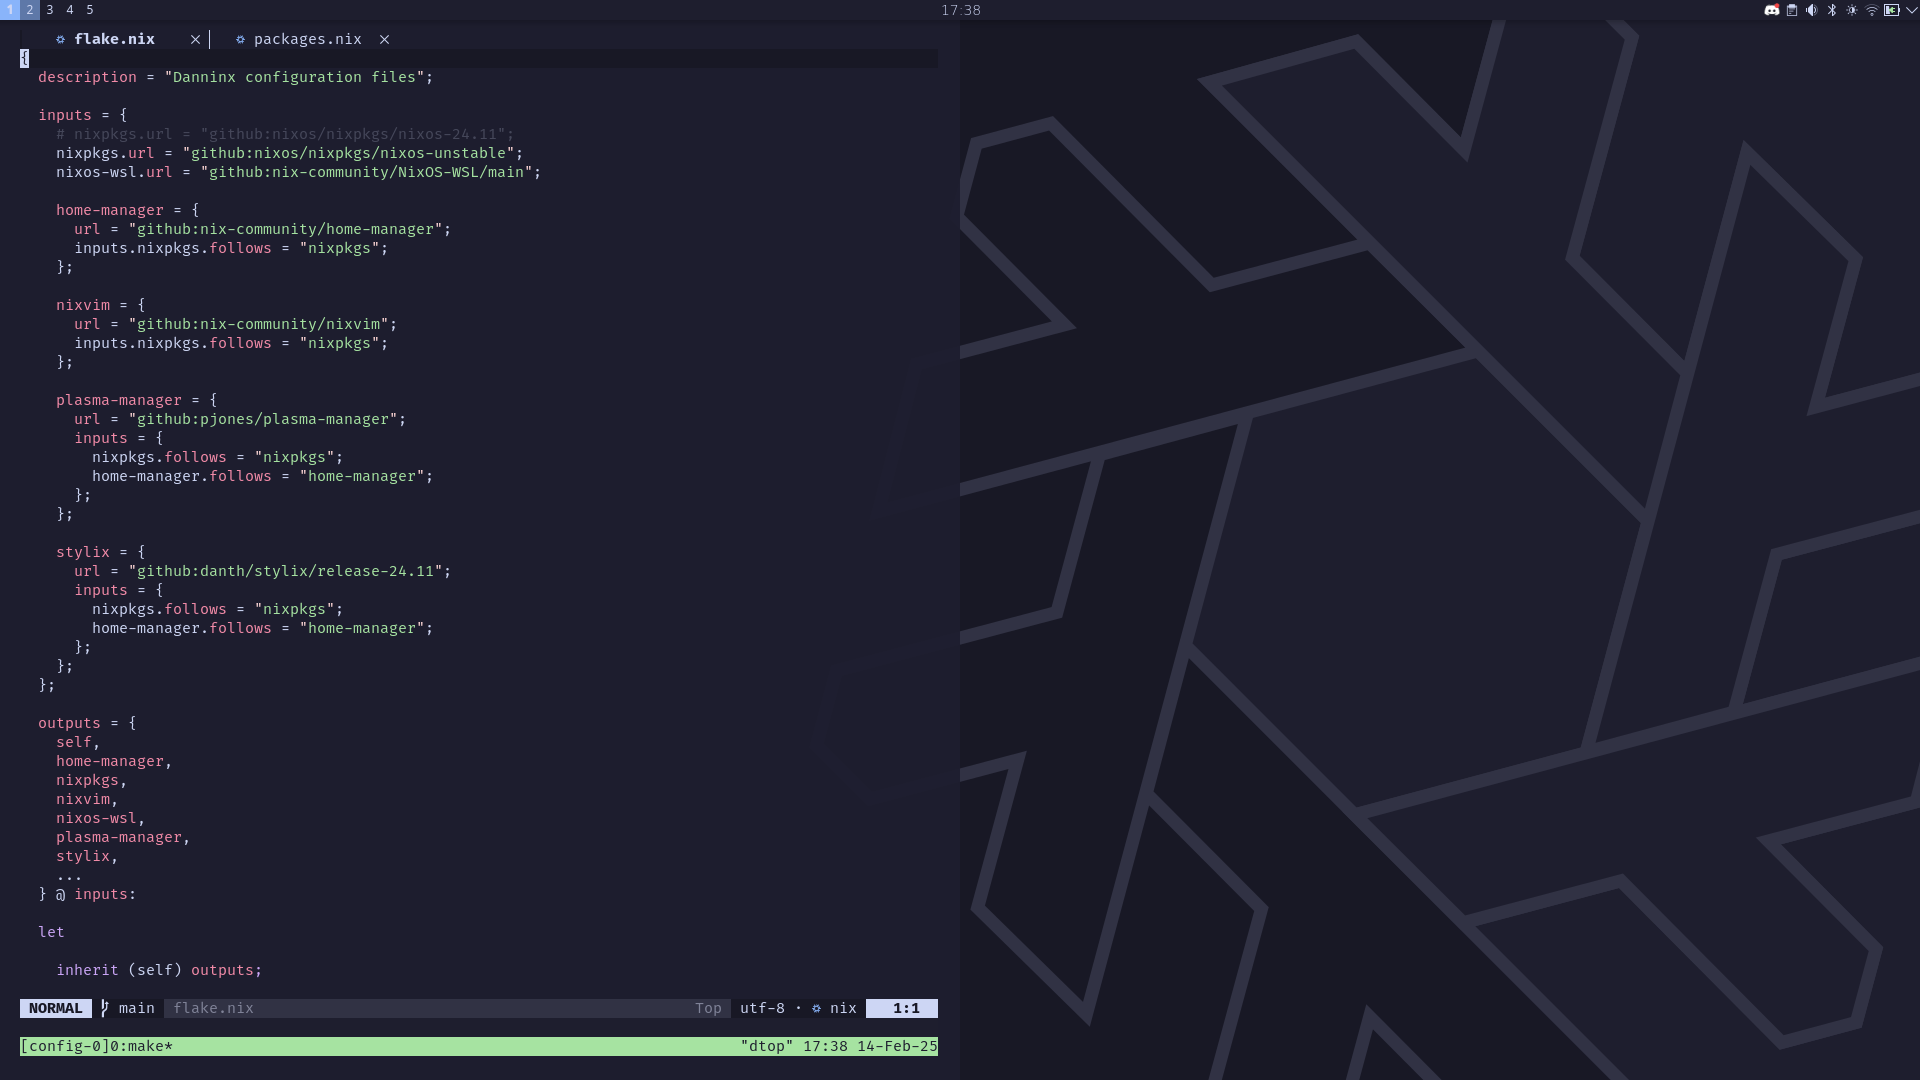 1 2 3 4 5 17:38
flake.nix packages.nix
{
description = "Danninx configuration files";
inputs = {
# nixpkgs.url = "github:nixos/nixpkgs/nixos-24.11";
nixpkgs.url = "github:nixos/nixpkgs/nixos-unstable";
nixos-wsl.url = "github:nix-community/NixOS-WSL/main";
home-manager = {
url = "github:nix-community/home-manager";
inputs.nixpkgs.follows = "nixpkgs";
};
nixvim = {
url = "github:nix-community/nixvim";
inputs.nixpkgs.follows = "nixpkgs";
};
plasma-manager = {
url = "github:pjones/plasma-manager";
inputs = {
nixpkgs.follows = "nixpkgs";
home-manager.follows = "home-manager";
};
};
stylix = {
url = "github:danth/stylix/release-24.11";
inputs = {
nixpkgs.follows = "nixpkgs";
home-manager.follows = "home-manager";
};
};
};
outputs = {
self,
home-manager,
nixpkgs,
nixvim,
nixos-wsl,
plasma-manager,
stylix,
...
} @ inputs:
let
inherit (self) outputs;
NORMAL main flake.nix Top utf-8 · nix 1:1
[config-0]0:make* "dtop" 17:38 14-Feb-25